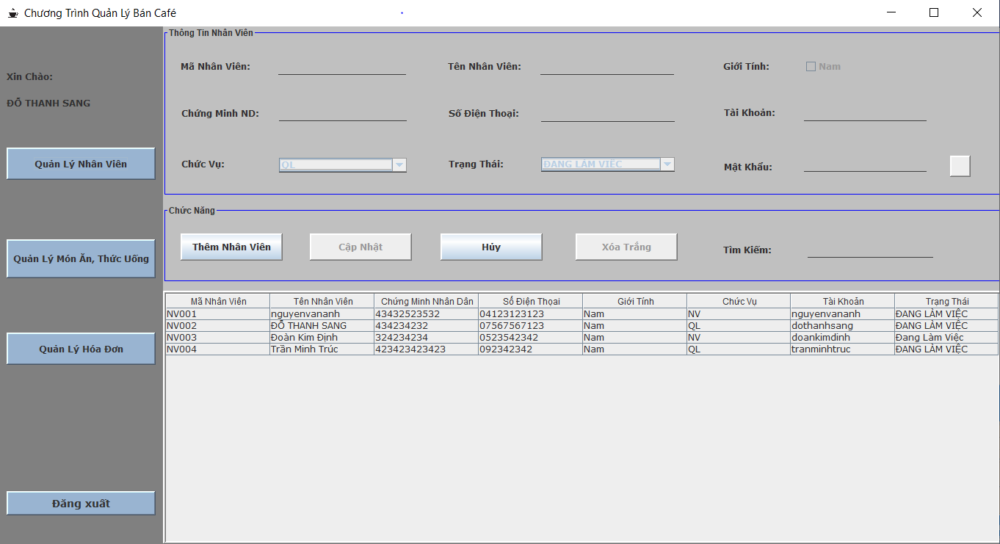 Chương Trình Quản Lý Bán Café
Xin Chào:
ĐỖ THANH SANG
Quản Lý Nhân Viên
Quản Lý Món Ăn, Thức Uống
Quản Lý Hóa Đơn
Đăng xuất
Thông Tin Nhân Viên
Mã Nhân Viên: Tên Nhân Viên: Giới Tính: Nam
Chứng Minh ND: Số Điện Thoại: Tài Khoản:
Chức Vụ: QL Trạng Thái: ĐANG LÀM VIỆC Mật Khẩu:
Chức Năng
Thêm Nhân Viên Cập Nhật Hủy Xóa Trắng Tìm Kiếm:
Mã Nhân Viên Tên Nhân Viên Chứng Minh Nhân Dân Số Điện Thoại Giới Tính Chức Vụ Tài Khoản Trạng Thái
NV001 nguyenvananh 43432523532 04123123123 Nam NV nguyenvananh ĐANG LÀM VIỆC
NV002 ĐỖ THANH SANG 434234232 07567567123 Nam QL dothanhsang ĐANG LÀM VIỆC
NV003 Đoàn Kim Định 324234234 0523542342 Nam NV doankimdinh Đang Làm Việc
NV004 Trần Minh Trúc 423423423423 092342342 Nam QL tranminhtruc ĐANG LÀM VIỆC